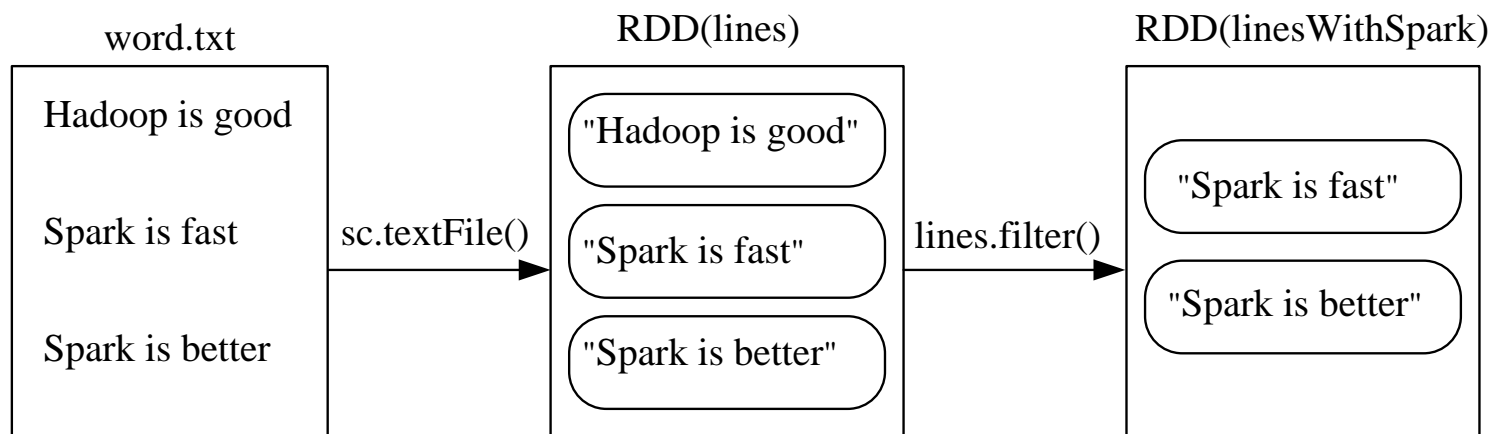 word.txt
Hadoop is good
Spark is fast
Spark is better
sc.textFile()
RDD(lines)
"Hadoop is good"
"Spark is fast"
"Spark is better"
lines.filter()
RDD(linesWithSpark)
"Spark is fast"
"Spark is better"